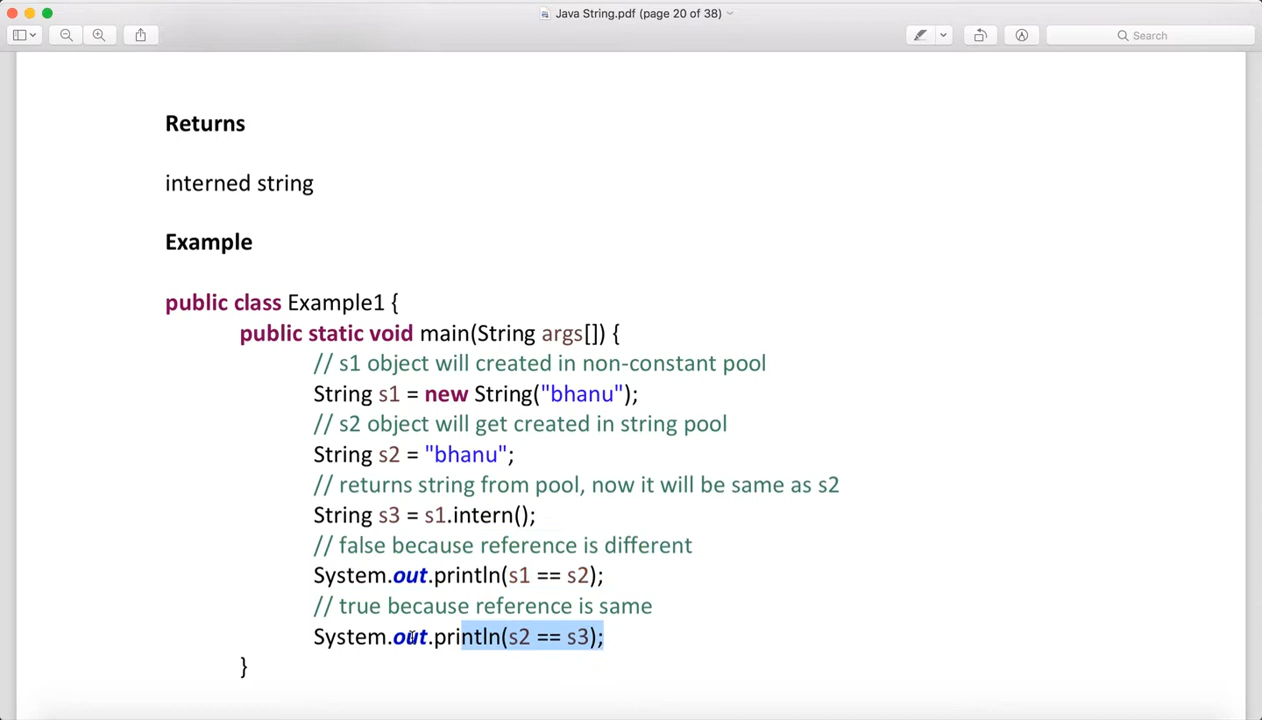 Java String.pdf (page 20 of 38)
Search
Returns
interned string
Example
public class Example1 {
public static void main(String args[]) {
// s1 object will created in non-constant pool
String s1 = new String("bhanu");
// s2 object will get created in string pool
String s2 = "bhanu";
// returns string from pool, now it will be same as s2
String s3 = s1.intern();
// false because reference is different
System.out.println(s1 == s2);
// true because reference is same
System.out.println(s2 == s3);
}